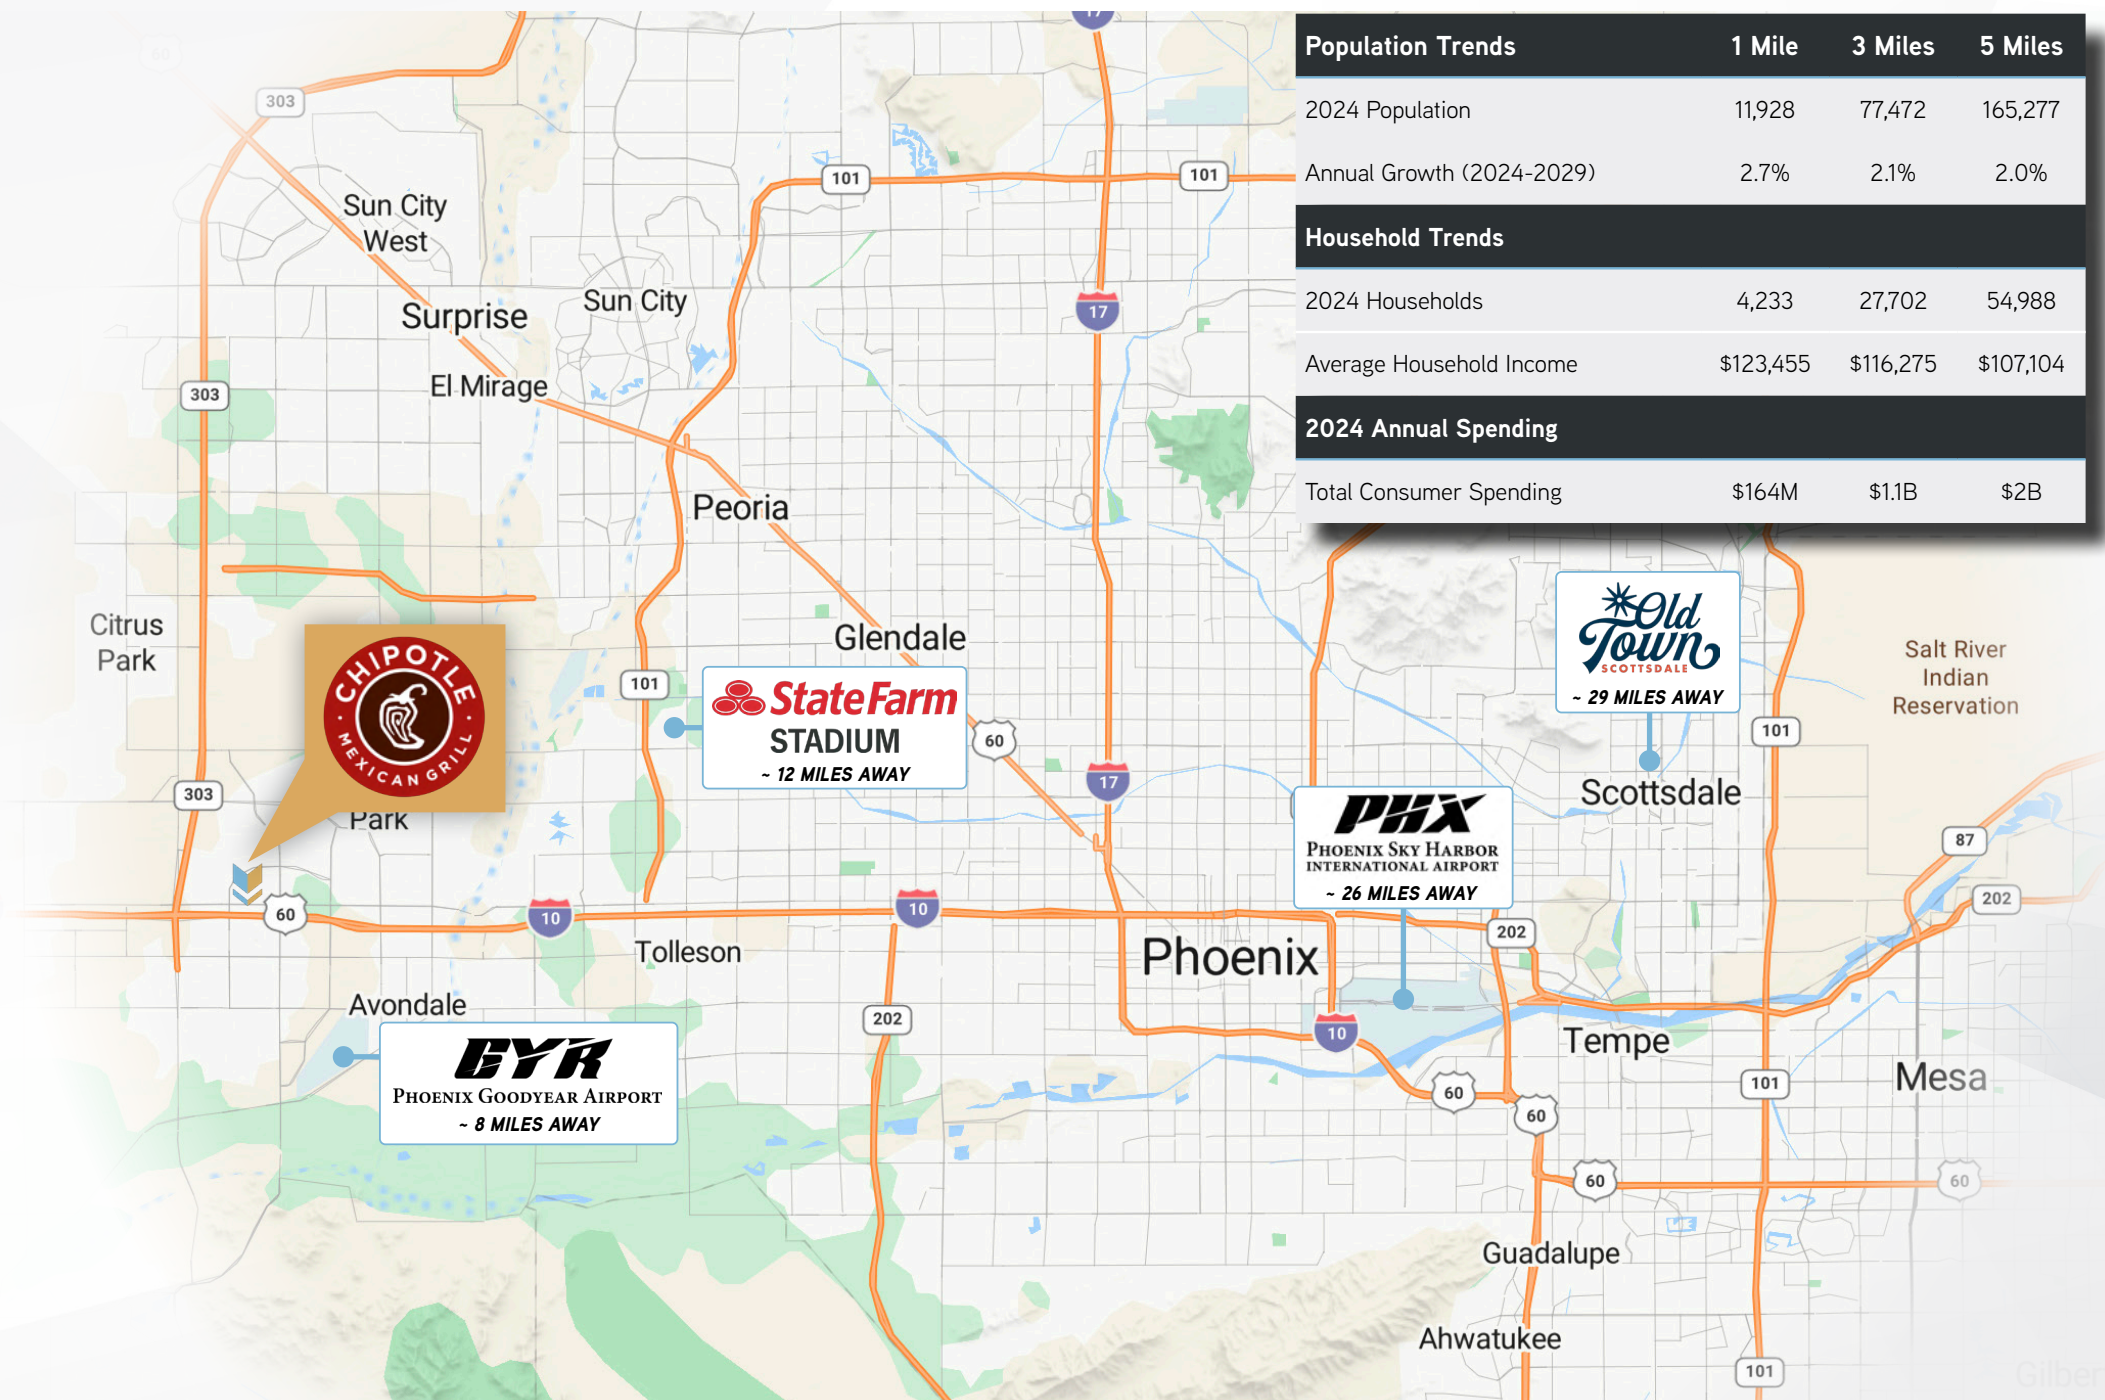 17
Population Trends 1 Mile 3 Miles 5 Miles
2024 Population 11,928 77,472 165,277
Annual Growth (2024-2029) 2.7% 2.1% 2.0%
Household Trends
2024 Households 4,233 27,702 54,988
Average Household Income $123,455 $116,275 $107,104
2024 Annual Spending
Total Consumer Spending $164M $1.1B $2B
60
303
101
101
Sun City
West
Sun City
Surprise
17
El Mirage
303
Peoria
Citrus
Park
Glendale
CHIPOTLE
MEXICAN GRILL
Park
101
State Farm
STADIUM
~ 12 MILES AWAY
60
17
Old
Town
SCOTTSDALE
~ 29 MILES AWAY
Scottsdale
Salt River
Indian
Reservation
101
303
PHX
PHOENIX SKY HARBOR
INTERNATIONAL AIRPORT
~ 26 MILES AWAY
87
202
60
10
10
202
Tolleson
Phoenix
Avondale
202
10
Tempe
GYR
PHOENIX GOODYEAR AIRPORT
~ 8 MILES AWAY
60
60
101
Mesa
60
60
Guadalupe
Ahwatukee
101
Gilber